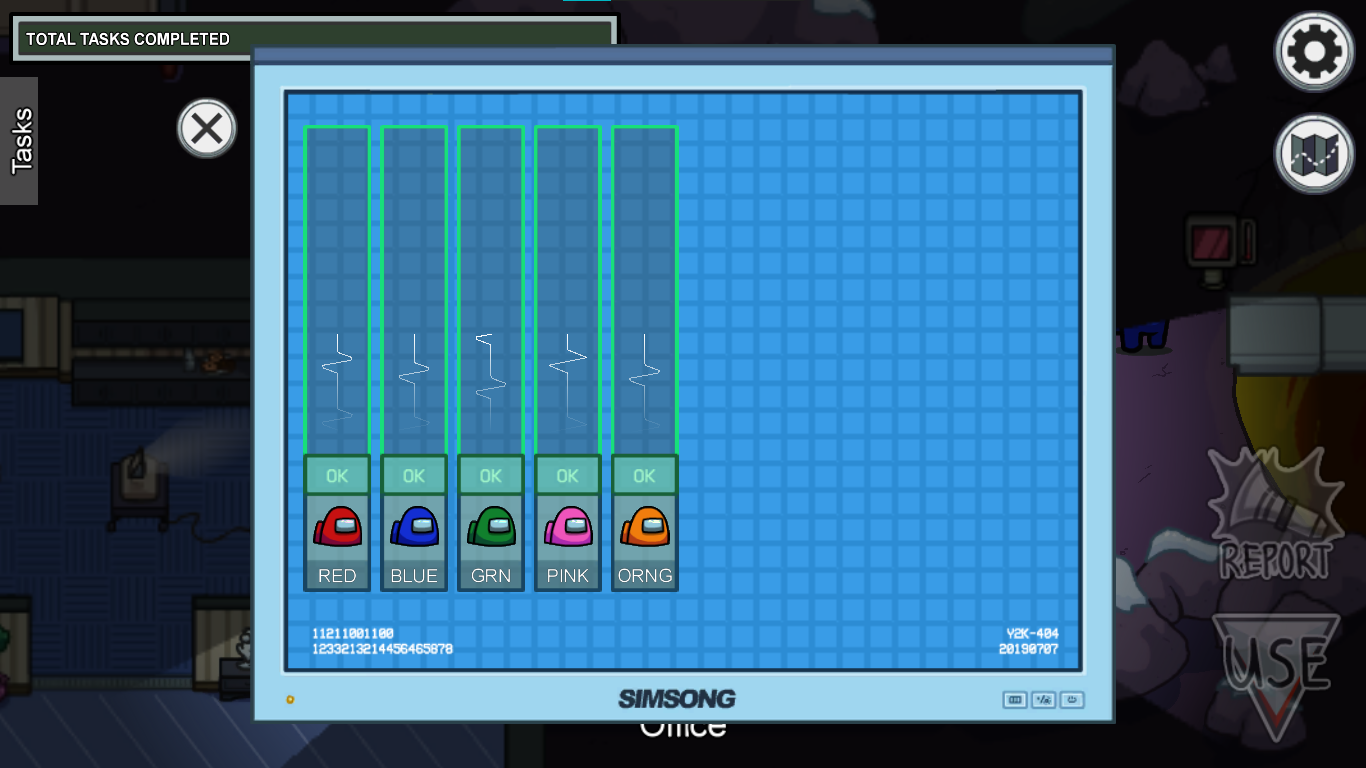 TOTAL TASKS COMPLETED
Tasks
OK OK OK OK OK
RED BLUE GRN PINK ORNG
11211001100
1233213214456465878
Y2K-404
20190707
SIMSONG
Office
REPORT
USE